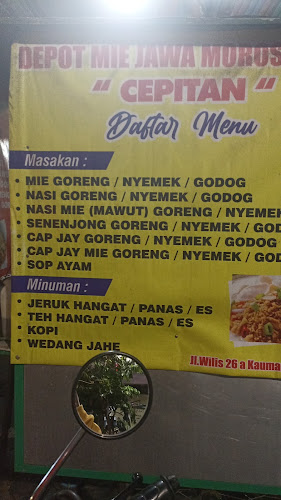 DEPOT MIE JAWA MOROS
" CEPITAN "
Daftar Menu
Masakan :
• MIE GORENG / NYEMEK / GODOG
• NASI GORENG / NYEMEK / GODOG
• NASI MIE (MAWUT) GORENG / NYEMEK
• SENENJONG GORENG / NYEMEK / GO
• CAP JAY GORENG / NYEMEK / GODOG
• CAP JAY MIE GORENG / NYEMEK / GOD
• SOP AYAM
Minuman :
• JERUK HANGAT / PANAS / ES
• TEH HANGAT / PANAS / ES
• KOPI
• WEDANG JAHE
Jl.Wilis 26 a Kauma